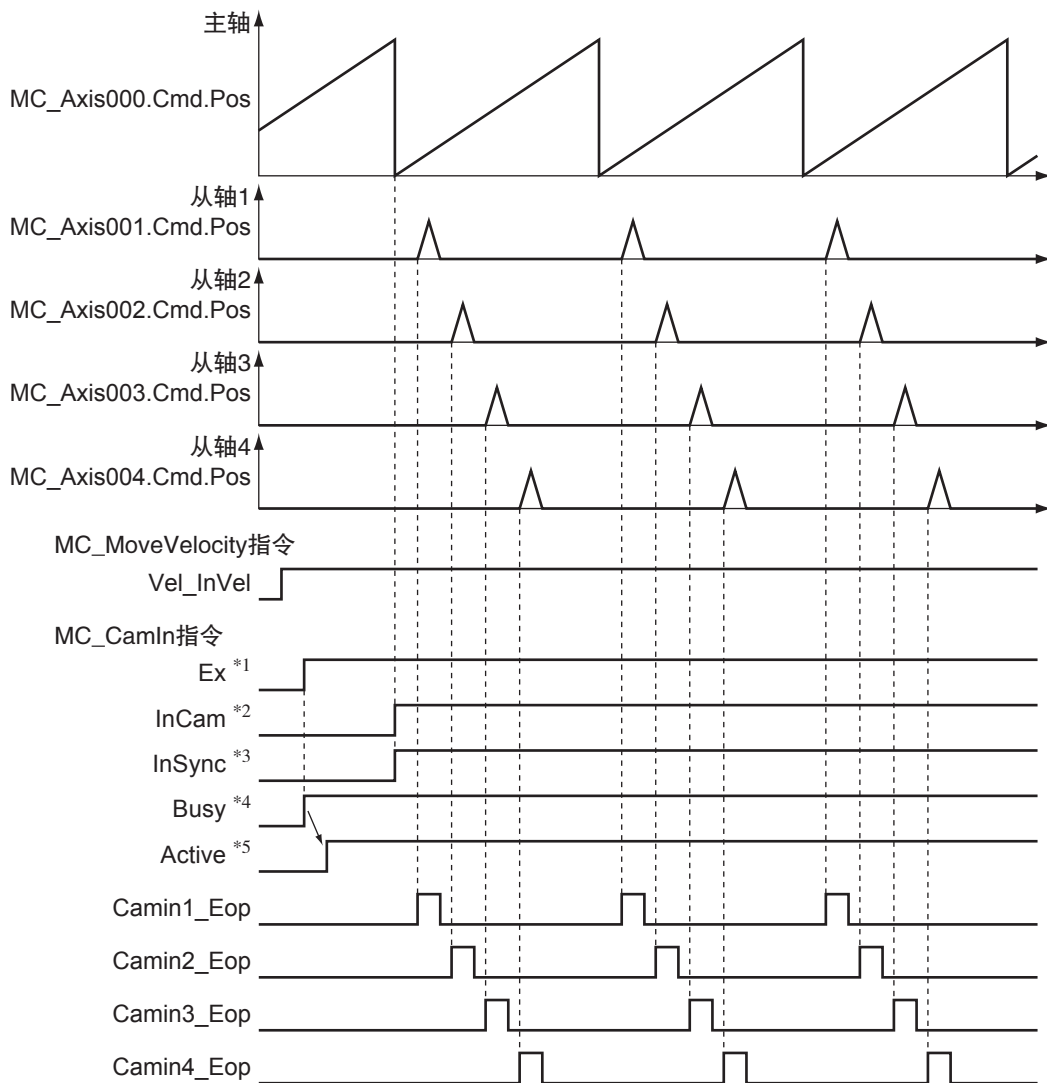 主轴
MC_Axis000.Cmd.Pos
从轴1
MC_Axis001.Cmd.Pos
从轴2
MC_Axis002.Cmd.Pos
从轴3
MC_Axis003.Cmd.Pos
从轴4
MC_Axis004.Cmd.Pos
MC_MoveVelocity指令
Vel_InVel
MC_CamIn指令
Ex *1
InCam *2
InSync *3
Busy *4
Active *5
Camin1_Eop
Camin2_Eop
Camin3_Eop
Camin4_Eop